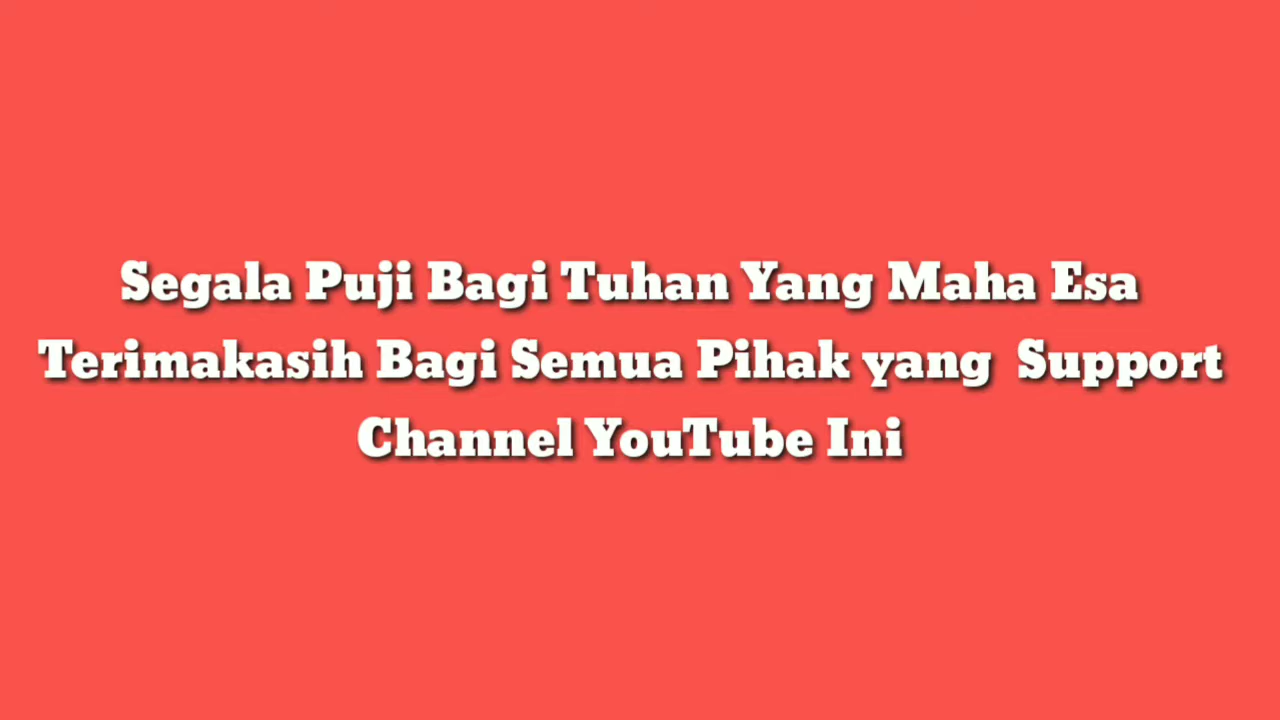 Segala Puji Bagi Tuhan Yang Maha Esa
Terimakasih Bagi Semua Pihak yang  Support
Channel YouTube Ini